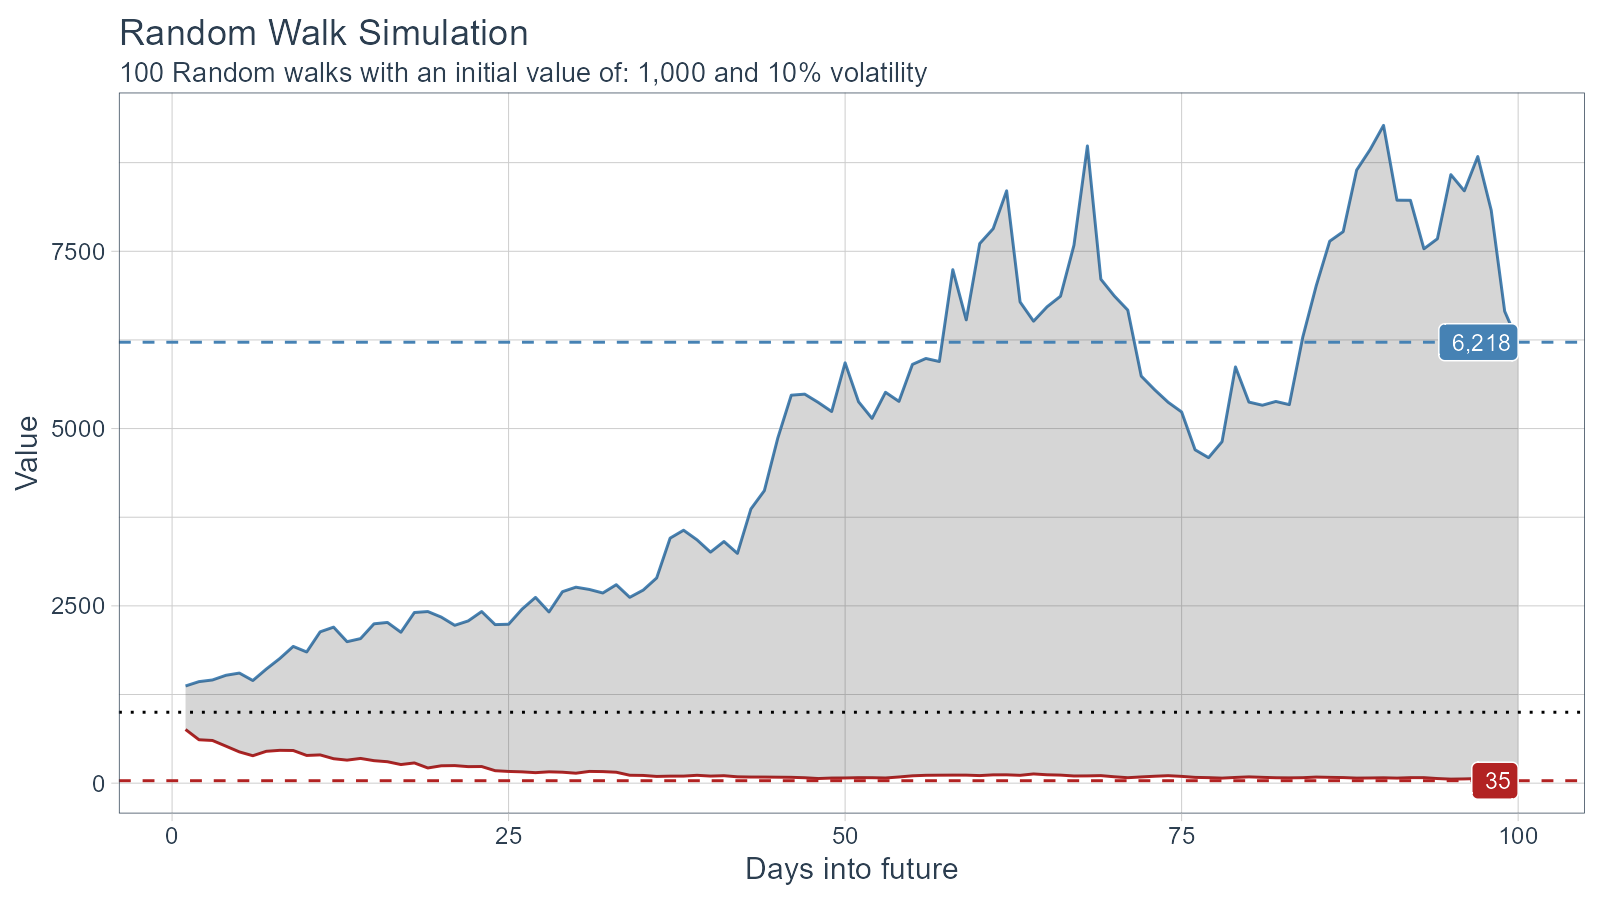 Random Walk Simulation
100 Random walks with an initial value of: 1,000 and 10% volatility
Value
7500
5000
2500
0
6,218
35
0
25
50
75
100
Days into future